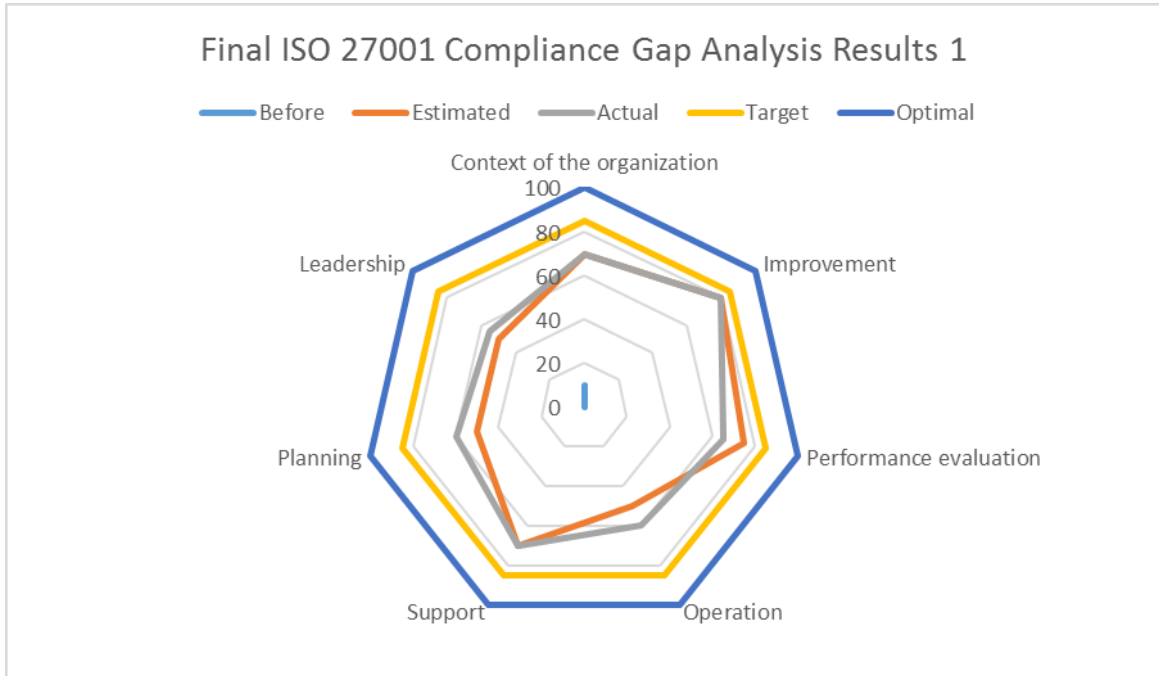 Final ISO 27001 Compliance Gap Analysis Results 1
Before Estimated Actual Target Optimal
Context of the organization
100
80
60
40
20
0
Improvement
Performance evaluation
Operation
Support
Planning
Leadership